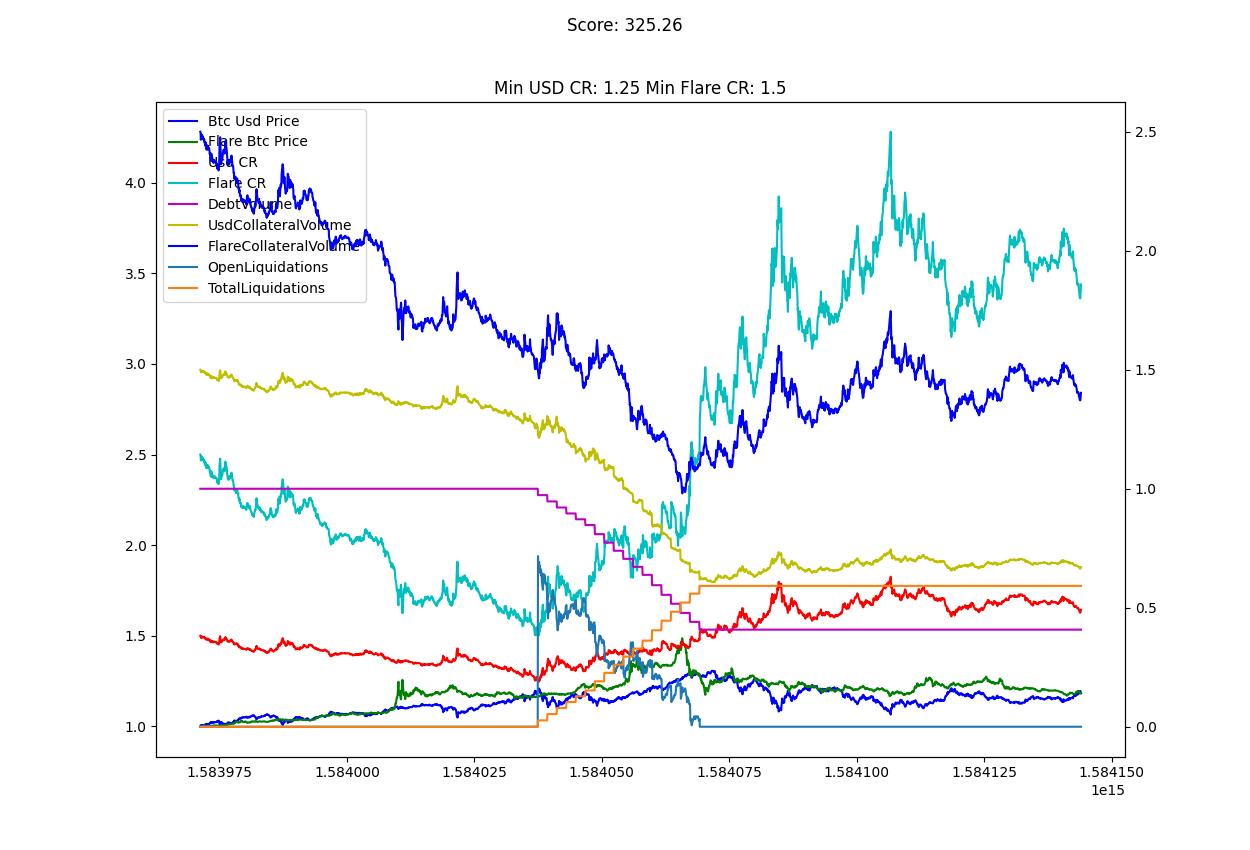 Score: 325.26
Min USD CR: 1.25 Min Flare CR: 1.5
Btc Usd Price
Flare Btc Price
Usd CR
Flare CR
DebtVolume
UsdCollateralVolume
FlareCollateralVolume
OpenLiquidations
TotalLiquidations
4.0
3.5
3.0
2.5
2.0
1.5
1.0
2.5
2.0
1.5
1.0
0.5
0.0
1.583975 1.584000 1.584025 1.584050 1.584075 1.584100 1.584125 1.584150
1e15